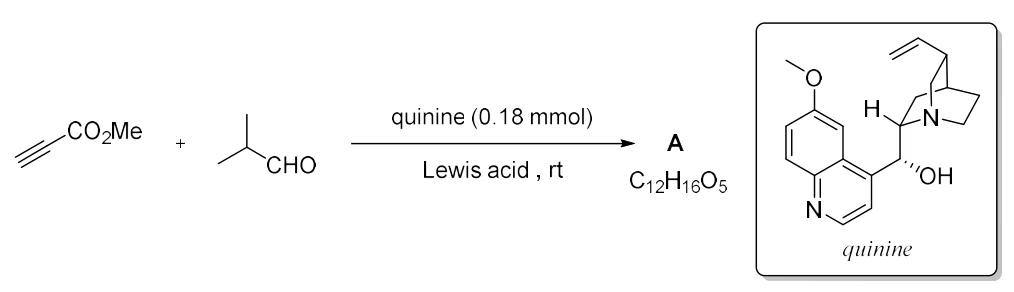 CO₂Me
+
CHO
quinine (0.18 mmol)
Lewis acid , rt
A
C₁₂H₁₆O₅
O
H
N
OH
N
quinine